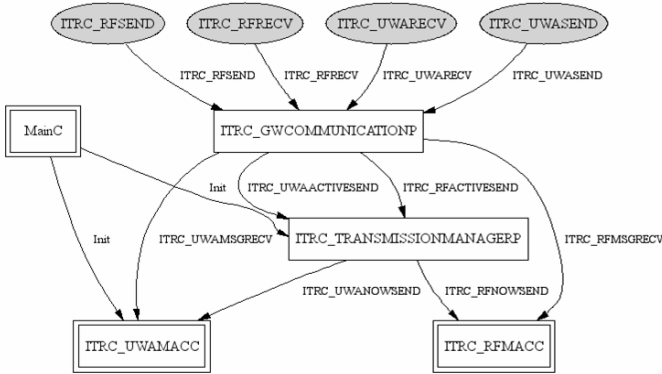 ITRC_RFSEND
ITRC_RFRECV
ITRC_UWARECV
ITRC_UWASEND
ITRC_RFSEND
ITRC_RFRECV
ITRC_UWARECV
ITRC_UWASEND
MainC
ITRC_GWCOMMUNICATIONP
Init
ITRC_UWAACTIVESEND
ITRC_RFACTIVESEND
Init
ITRC_UWAMSGRECV
ITRC_TRANSMISSIONMANAGERP
ITRC_RFMSGRECV
ITRC_UWANOWSEND
ITRC_RFNOWSEND
ITRC_UWAMACC
ITRC_RFMACC